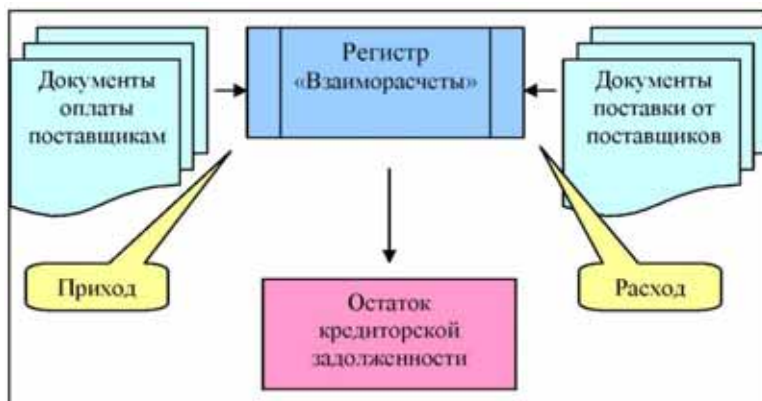 Документы
оплаты
поставщикам
Регистр
«Взаиморасчеты»
Документы
поставки от
поставщиков
Приход
Остаток
кредиторской
задолженности
Расход